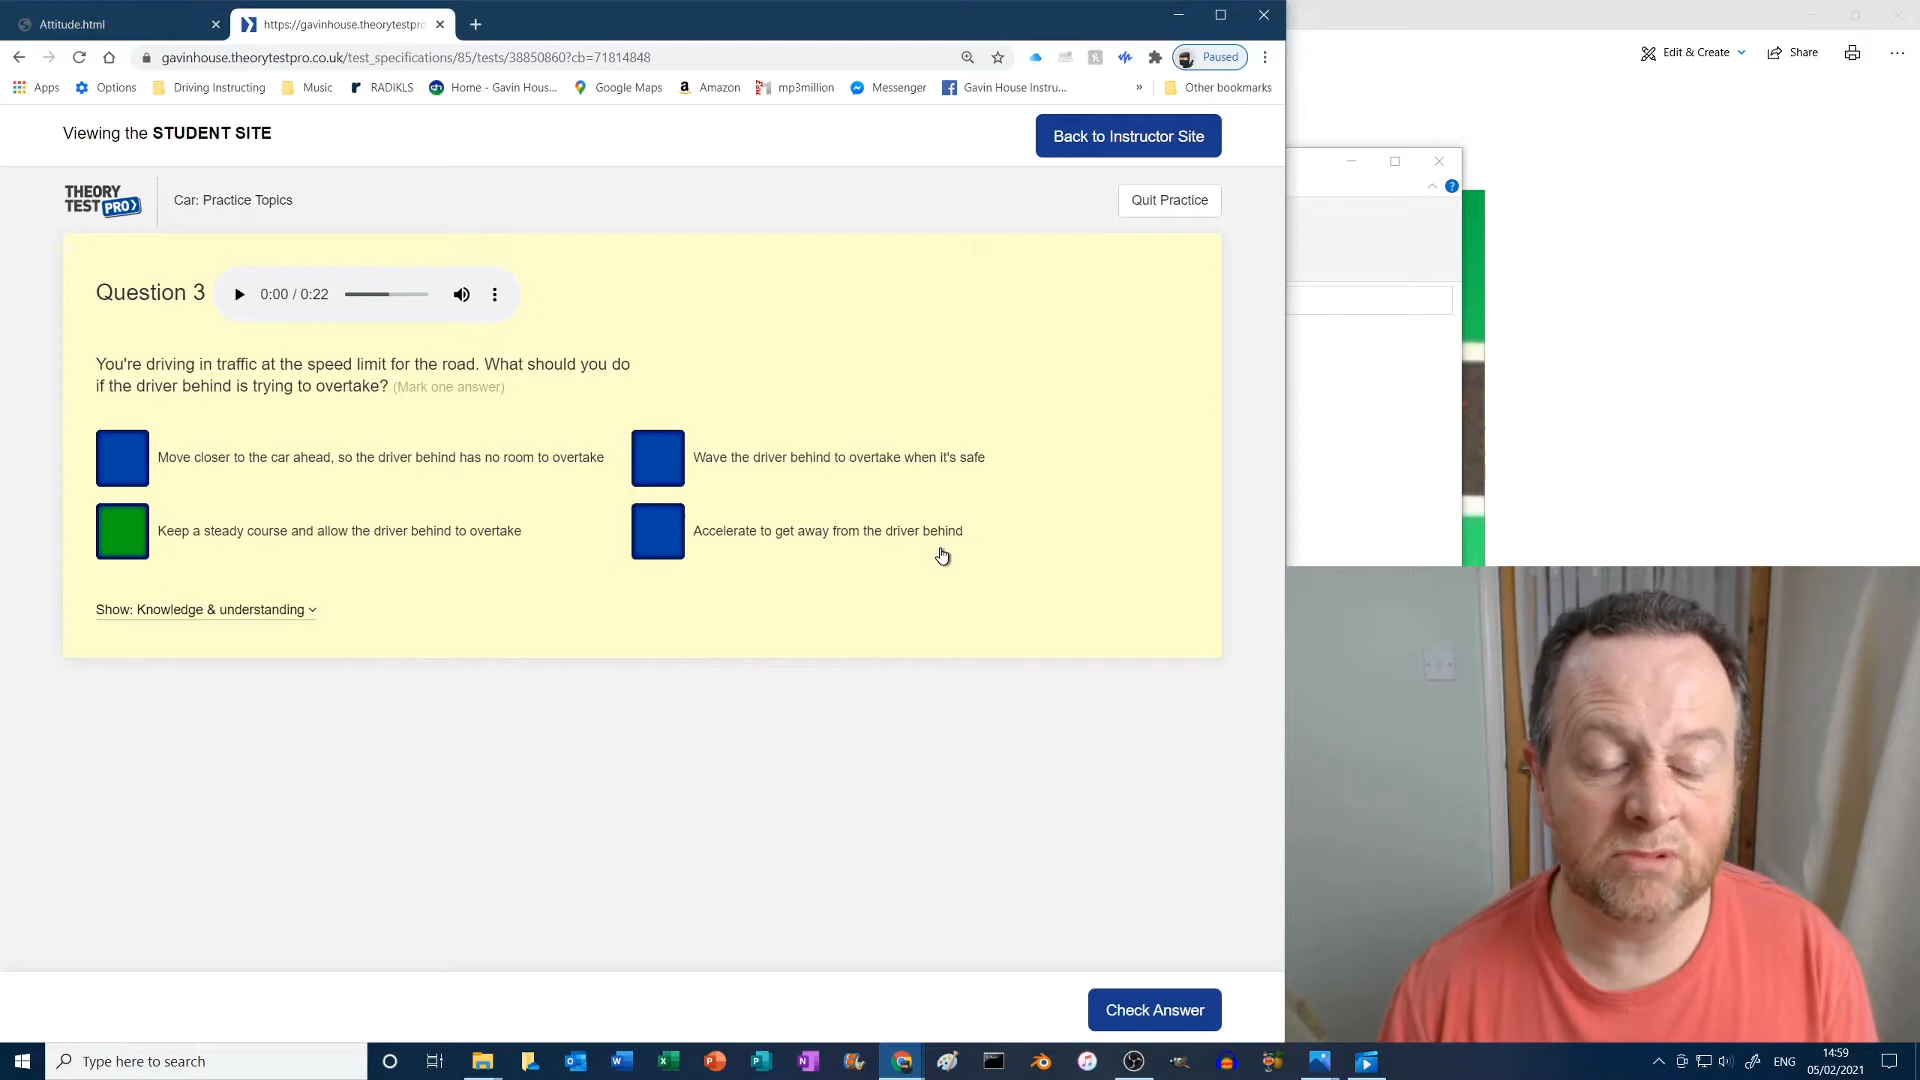 Attitude.html
https://gavinhouse.theorytestpro
gavinhouse.theorytestpro.co.uk/test_specifications/85/tests/38850860?cb=71814848
Paused
Edit & Create
Share
Apps
Options
Driving Instructing
Music
RADIKLS
Home - Gavin Hous...
Google Maps
Amazon
mp3million
Messenger
Gavin House Instru...
»
Other bookmarks
Viewing the STUDENT SITE
Back to Instructor Site
THEORY
TEST PRO
Car: Practice Topics
Quit Practice
Question 3
0:00 / 0:22
You're driving in traffic at the speed limit for the road. What should you do
if the driver behind is trying to overtake? (Mark one answer)
Move closer to the car ahead, so the driver behind has no room to overtake
Wave the driver behind to overtake when it's safe
Keep a steady course and allow the driver behind to overtake
Accelerate to get away from the driver behind
Show: Knowledge & understanding
Check Answer
Type here to search
ENG
14:59
05/02/2021